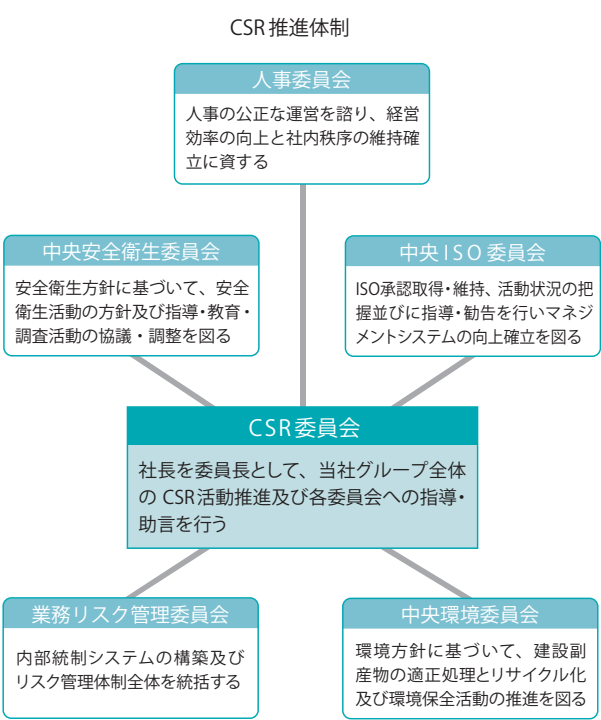 CSR推進体制
人事委員会
人事の公正な運営を諮り、経営
効率の向上と社内秩序の維持確
立に資する
中央安全衛生委員会
安全衛生方針に基づいて、安全
衛生活動の方針及び指導・教育・
調査活動の協議・調整を図る
中央ISO委員会
ISO承認取得・維持、活動状況の把
握並びに指導・勧告を行いマネジ
メントシステムの向上確立を図る
CSR委員会
社長を委員長として、当社グループ全体
の CSR活動推進及び各委員会への指導・
助言を行う
業務リスク管理委員会
内部統制システムの構築及び
リスク管理体制全体を統括する
中央環境委員会
環境方針に基づいて、建設副
産物の適正処理とリサイクル化
及び環境保全活動の推進を図る